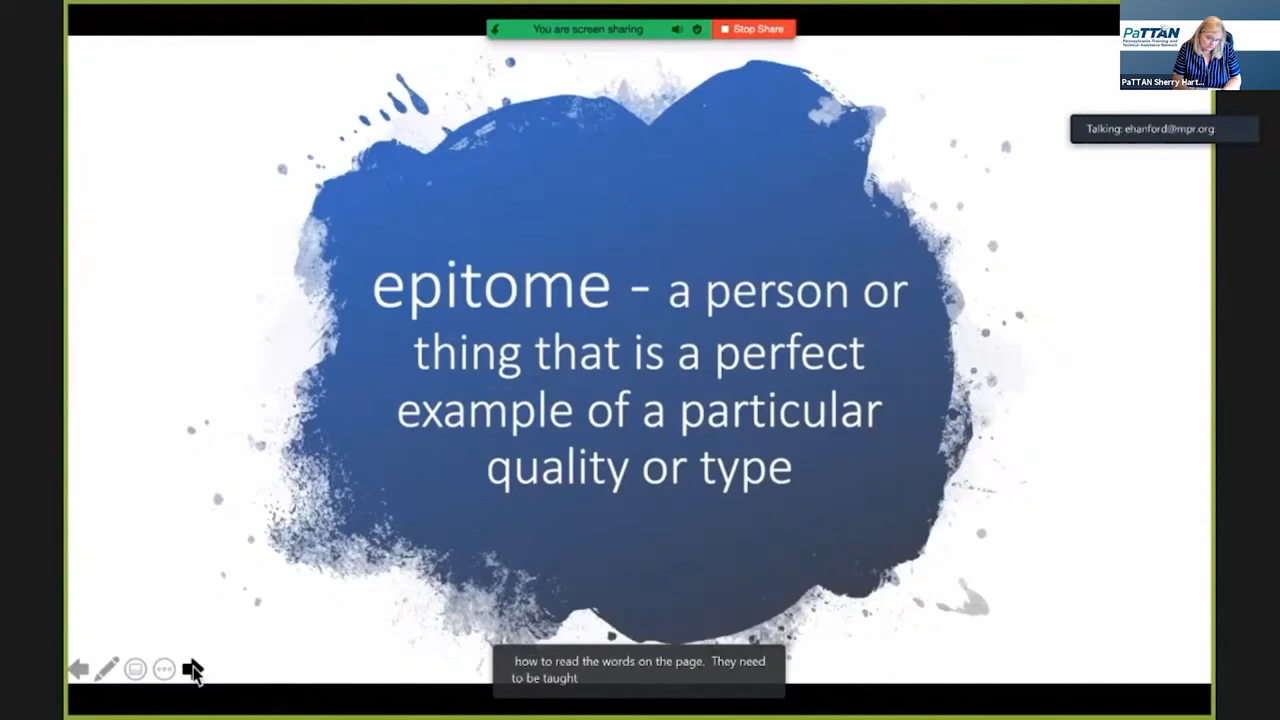 You are screen sharing
Stop Share
PaTTAN
Pennsylvania Training and
Technical Assistance Network
PaTTAN Sherry Hart...
Talking: ehanford@mpr.org
epitome - a person or
thing that is a perfect
example of a particular
quality or type
how to read the words on the page. They need
to be taught